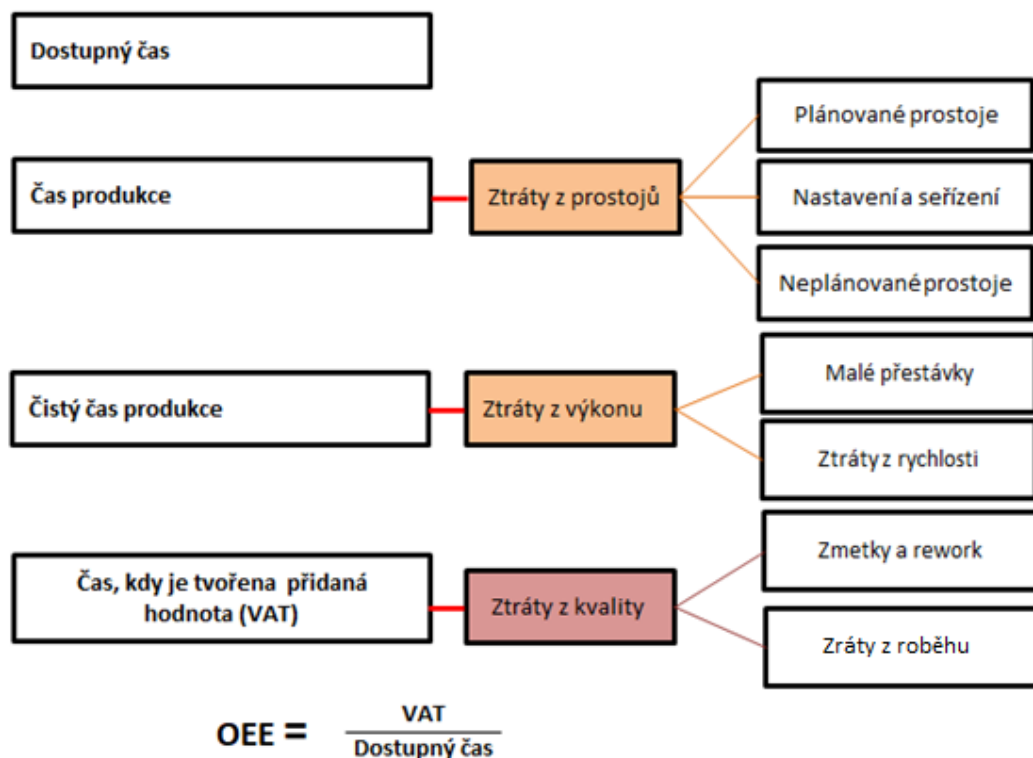 Dostupný čas
Plánované prostoje
Čas produkce
Ztráty z prostojů
Nastavení a seřízení
Neplánované prostoje
Malé přestávky
Čistý čas produkce
Ztráty z výkonu
Ztráty z rychlosti
Zmetky a rework
Čas, kdy je tvořena přidaná
hodnota (VAT)
Ztráty z kvality
Zráty z roběhu
OEE = VAT
Dostupný čas